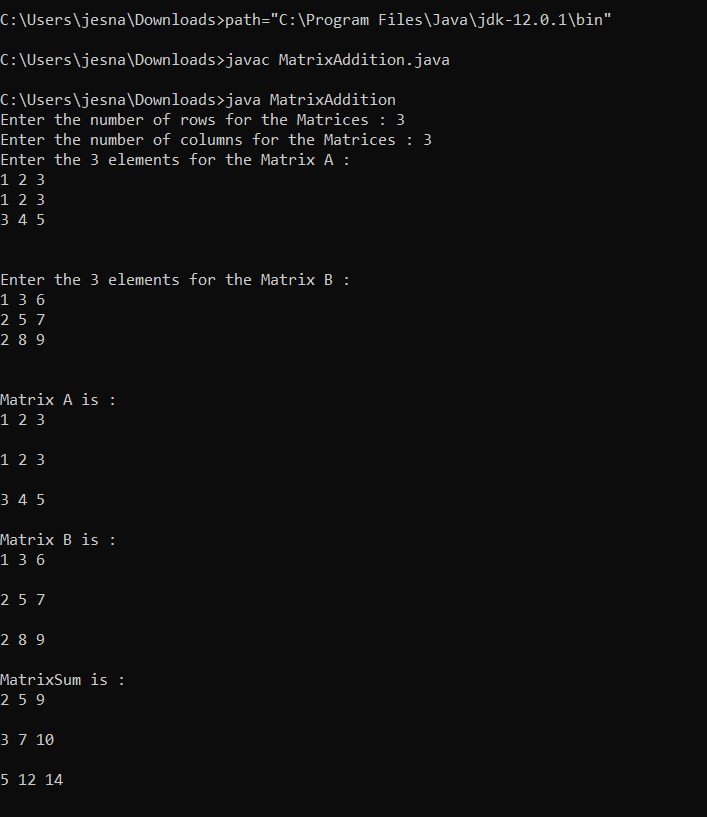 C:\Users\jesna\Downloads>path="C:\Program Files\Java\jdk-12.0.1\bin"
C:\Users\jesna\Downloads>javac MatrixAddition.java
C:\Users\jesna\Downloads>java MatrixAddition
Enter the number of rows for the Matrices : 3
Enter the number of columns for the Matrices : 3
Enter the 3 elements for the Matrix A :
1 2 3
1 2 3
3 4 5
Enter the 3 elements for the Matrix B :
1 3 6
2 5 7
2 8 9
Matrix A is :
1 2 3
1 2 3
3 4 5
Matrix B is :
1 3 6
2 5 7
2 8 9
MatrixSum is :
2 5 9
3 7 10
5 12 14